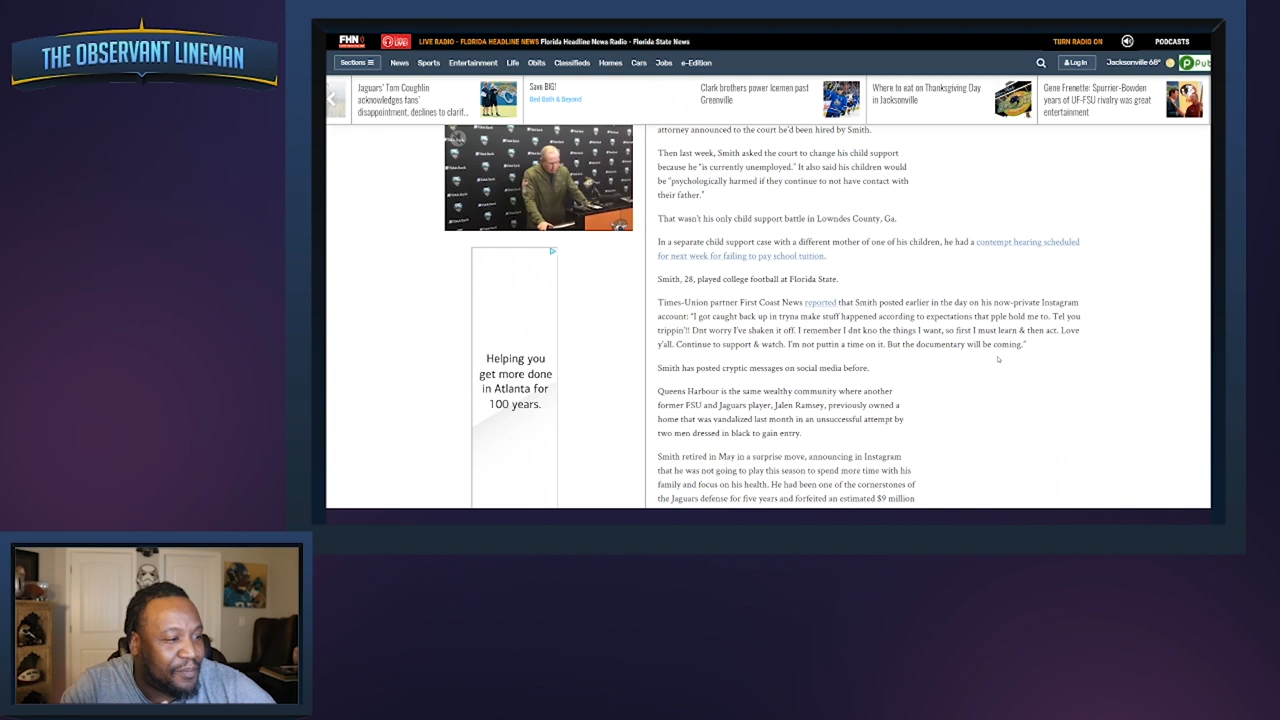 THE OBSERVANT LINEMAN
FHN
LIVE!
LIVE RADIO - FLORIDA HEADLINE NEWS Florida Headline News Radio - Florida State News
TURN RADIO ON
PODCASTS
Sections
News
Sports
Entertainment
Life
Obits
Classifieds
Homes
Cars
Jobs
e-Edition
Log In
Jacksonville 68°
Pub
Jaguars' Tom Coughlin
acknowledges fans'
disappointment, declines to clarif...
Save BIG!
Bed Bath & Beyond
Clark brothers power Icemen past
Greenville
Where to eat on Thanksgiving Day
in Jacksonville
Gene Frenette: Spurrier-Bowden
years of UF-FSU rivalry was great
entertainment
attorney announced to the court he'd been hired by Smith.
Then last week, Smith asked the court to change his child support
because he "is currently unemployed." It also said his children would
be "psychologically harmed if they continue to not have contact with
their father."
That wasn't his only child support battle in Lowndes County, Ga.
In a separate child support case with a different mother of one of his children, he had a contempt hearing scheduled
for next week for failing to pay school tuition.
Smith, 28, played college football at Florida State.
Times-Union partner First Coast News reported that Smith posted earlier in the day on his now-private Instagram
account: "I got caught back up in tryna make stuff happened according to expectations that pple hold me to. Tel you
trippin'!! Dnt worry I've shaken it off. I remember I dnt kno the things I want, so first I must learn & then act. Love
y'all. Continue to support & watch. I'm not puttin a time on it. But the documentary will be coming."
Smith has posted cryptic messages on social media before.
Queens Harbour is the same wealthy community where another
former FSU and Jaguars player, Jalen Ramsey, previously owned a
home that was vandalized last month in an unsuccessful attempt by
two men dressed in black to gain entry.
Smith retired in May in a surprise move, announcing in Instagram
that he was not going to play this season to spend more time with his
family and focus on his health. He had been one of the cornerstones of
the Jaguars defense for five years and forfeited an estimated $9 million
Helping you
get more done
in Atlanta for
100 years.